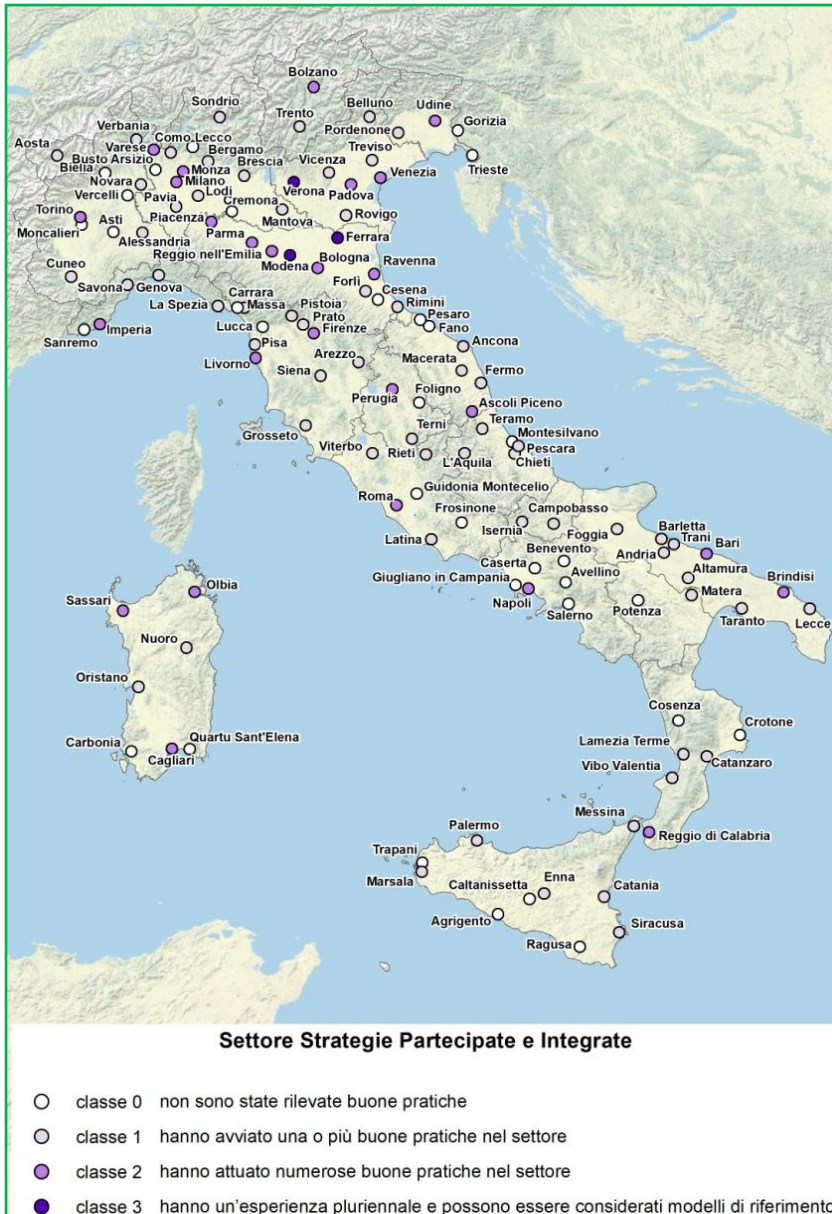 Bolzano
Sondrio
Belluno
Udine
Verbania
Trento
Gorizia
Pordenone
Aosta
Varese
Como Lecco
Treviso
Busto Arsizio
Bergamo
Vicenza
Biella
Monza
Brescia
Venezia
Trieste
Novara
Milano
Verona
Padova
Vercelli
Pavia
Lodi
Cremona
Torino
Asti
Piacenza
Mantova
Rovigo
Moncalieri
Parma
Ferrara
Alessandria
Reggio nell'Emilia
Bologna
Ravenna
Cuneo
Modena
Savona
Genova
Forlì
Cesena
La Spezia
Carrara
Massa
Pistoia
Rimini
Prato
Pesaro
Imperia
Lucca
Firenze
Fano
Sanremo
Pisa
Arezzo
Ancona
Livorno
Siena
Macerata
Fermo
Perugia
Foligno
Ascoli Piceno
Grosseto
Terni
Teramo
Montesilvano
Viterbo
Rieti
L'Aquila
Pescara
Chieti
Guidonia Montecelio
Roma
Frosinone
Campobasso
Isernia
Foggia
Barletta
Trani
Latina
Benevento
Andria
Bari
Caserta
Altamura
Giugliano in Campania
Avellino
Brindisi
Olbia
Matera
Sassari
Napoli
Salerno
Potenza
Taranto
Lecce
Nuoro
Oristano
Cosenza
Crotone
Carbonia
Quartu Sant'Elena
Lamezia Terme
Cagliari
Vibo Valentia
Catanzaro
Messina
Palermo
Reggio di Calabria
Trapani
Marsala
Caltanissetta
Enna
Catania
Agrigento
Siracusa
Ragusa
Settore Strategie Partecipate e Integrate
classe 0 non sono state rilevate buone pratiche
classe 1 hanno avviato una o più buone pratiche nel settore
classe 2 hanno attuato numerose buone pratiche nel settore
classe 3 hanno un'esperienza pluriennale e possono essere considerati modelli di riferimento